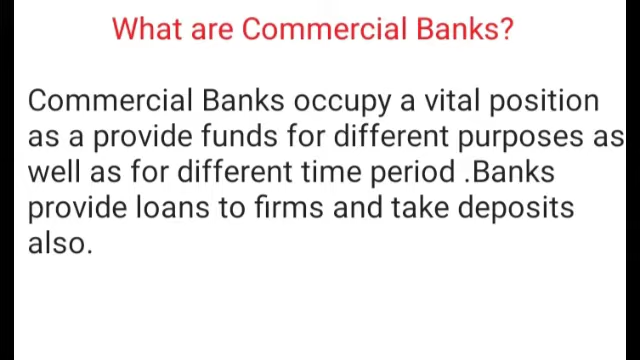 What are Commercial Banks?
Commercial Banks occupy a vital position
as a provide funds for different purposes as
well as for different time period .Banks
provide loans to firms and take deposits
also.